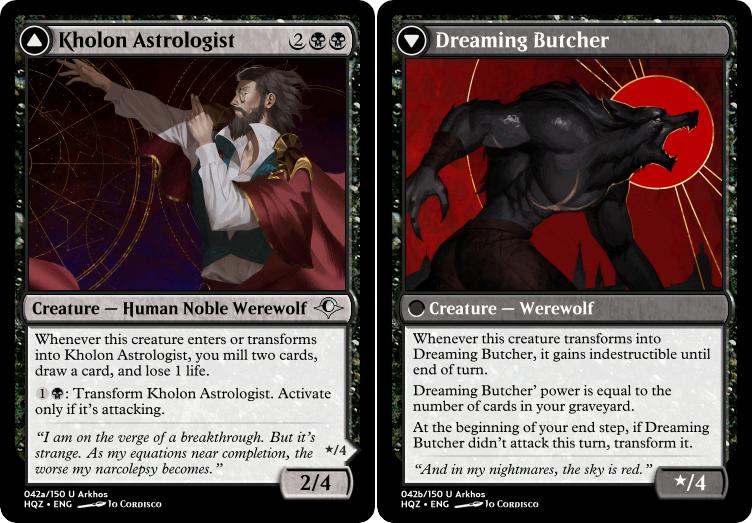 Kholon Astrologist 2
Creature — Human Noble Werewolf
Whenever this creature enters or transforms
into Kholon Astrologist, you mill two cards,
draw a card, and lose 1 life.
1 : Transform Kholon Astrologist. Activate
only if it's attacking.
"I am on the verge of a breakthrough. But it's
strange. As my equations near completion, the
worse my narcolepsy becomes."
★/4
2/4
042a/150 U Arkhos
HQZ • ENG Io Cordisco
Dreaming Butcher
Creature — Werewolf
Whenever this creature transforms into
Dreaming Butcher, it gains indestructible until
end of turn.
Dreaming Butcher' power is equal to the
number of cards in your graveyard.
At the beginning of your end step, if Dreaming
Butcher didn't attack this turn, transform it.
"And in my nightmares, the sky is red."
★/4
042b/150 U Arkhos
HQZ • ENG Io Cordisco